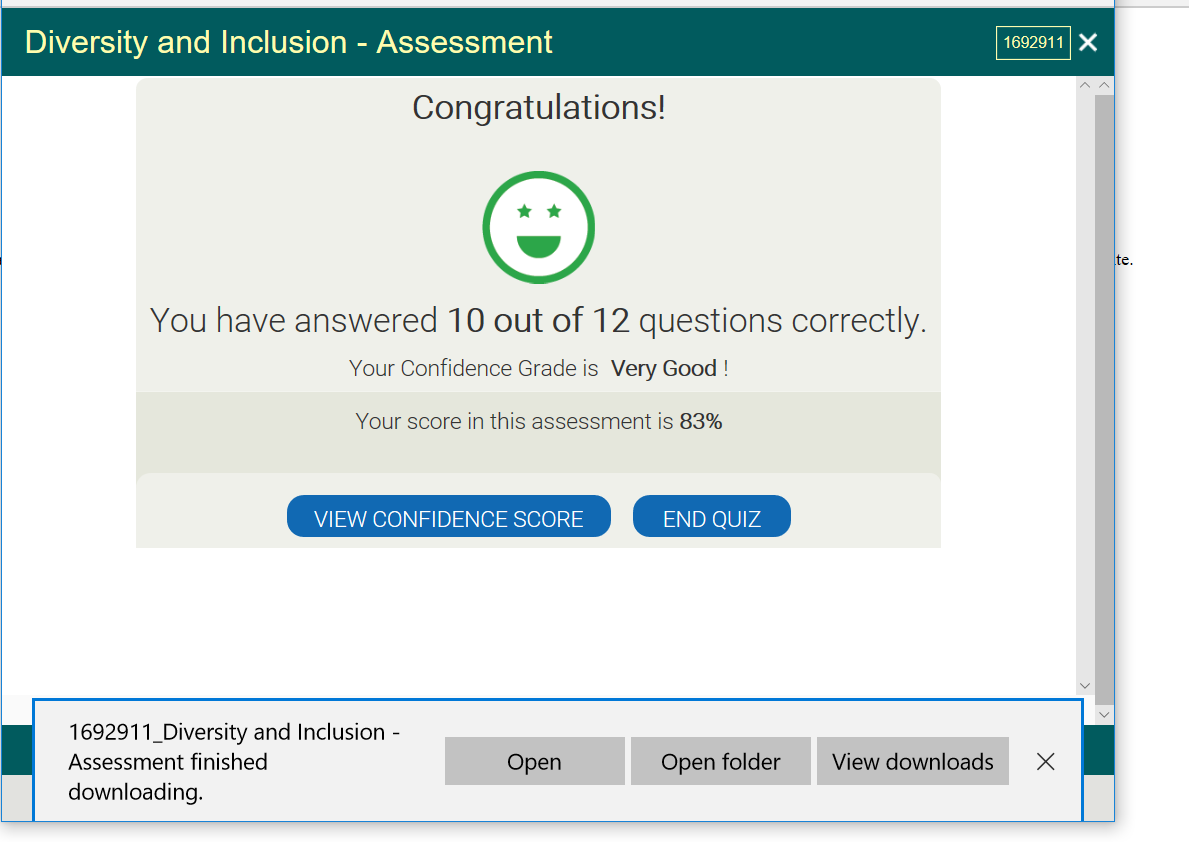 Diversity and Inclusion - Assessment
1692911
Congratulations!
You have answered 10 out of 12 questions correctly.
Your Confidence Grade is Very Good !
Your score in this assessment is 83%
VIEW CONFIDENCE SCORE
END QUIZ
te.
1692911_Diversity and Inclusion -
Assessment finished
downloading.
Open
Open folder
View downloads